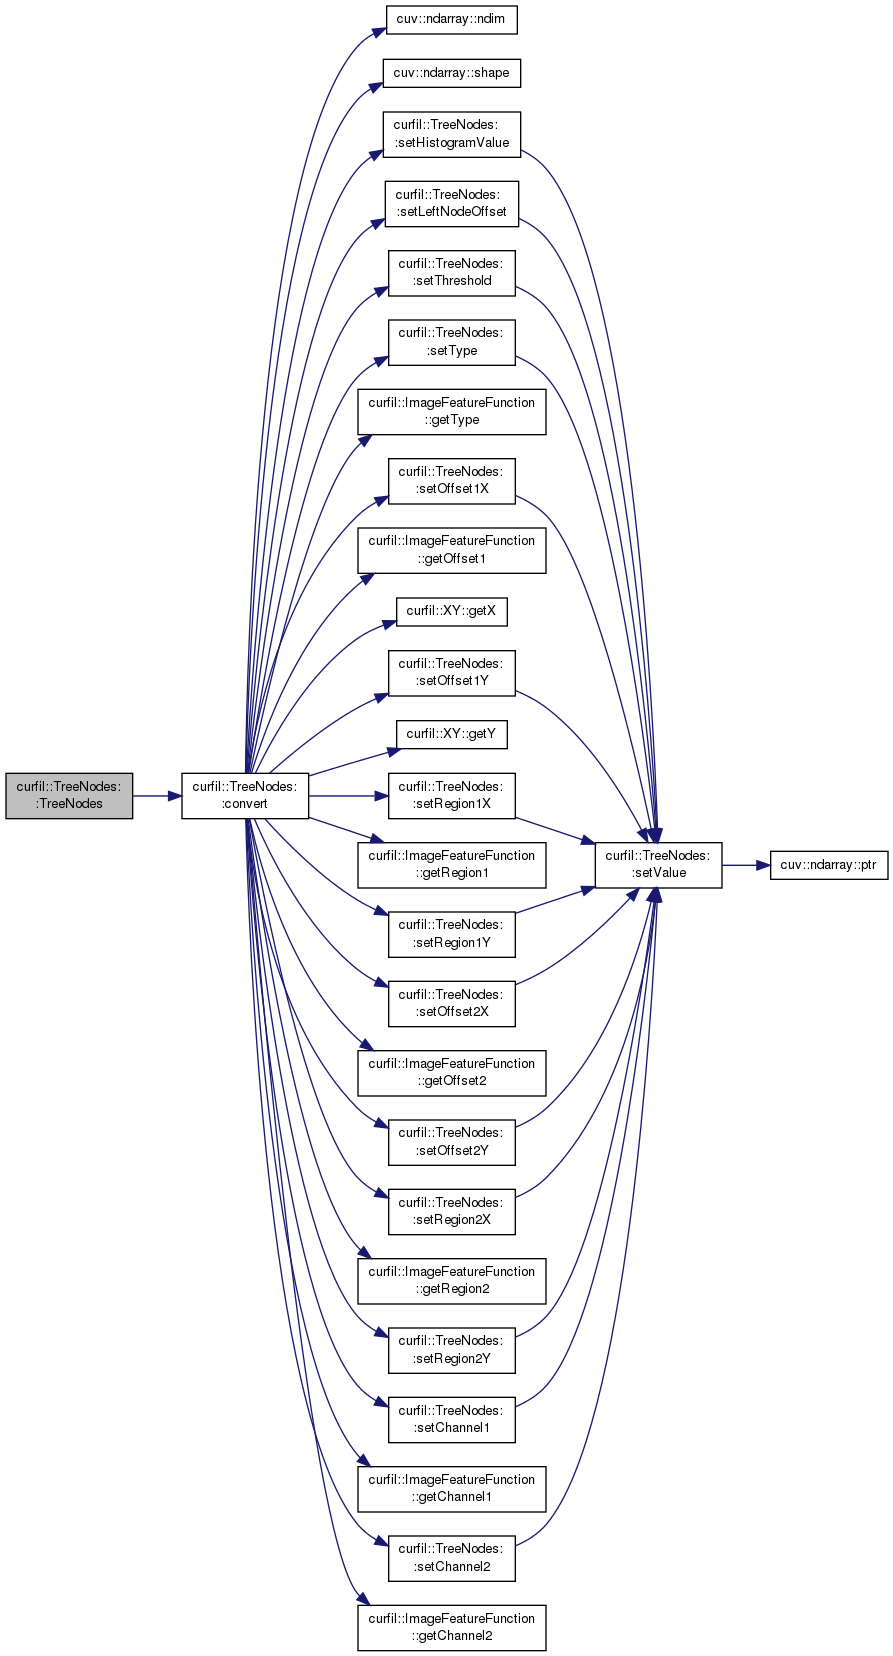 cuv::ndarray::ndim
cuv::ndarray::shape
curfil::TreeNodes:
:setHistogramValue
curfil::TreeNodes:
:setLeftNodeOffset
curfil::TreeNodes:
:setThreshold
curfil::TreeNodes:
:setType
curfil::ImageFeatureFunction
::getType
curfil::TreeNodes:
:setOffset1X
curfil::ImageFeatureFunction
::getOffset1
curfil::XY::getX
curfil::TreeNodes:
:setOffset1Y
curfil::XY::getY
curfil::TreeNodes:
:TreeNodes
curfil::TreeNodes:
:convert
curfil::TreeNodes:
:setRegion1X
curfil::ImageFeatureFunction
::getRegion1
curfil::TreeNodes:
:setValue
cuv::ndarray::ptr
curfil::TreeNodes:
:setRegion1Y
curfil::TreeNodes:
:setOffset2X
curfil::ImageFeatureFunction
::getOffset2
curfil::TreeNodes:
:setOffset2Y
curfil::TreeNodes:
:setRegion2X
curfil::ImageFeatureFunction
::getRegion2
curfil::TreeNodes:
:setRegion2Y
curfil::TreeNodes:
:setChannel1
curfil::ImageFeatureFunction
::getChannel1
curfil::TreeNodes:
:setChannel2
curfil::ImageFeatureFunction
::getChannel2